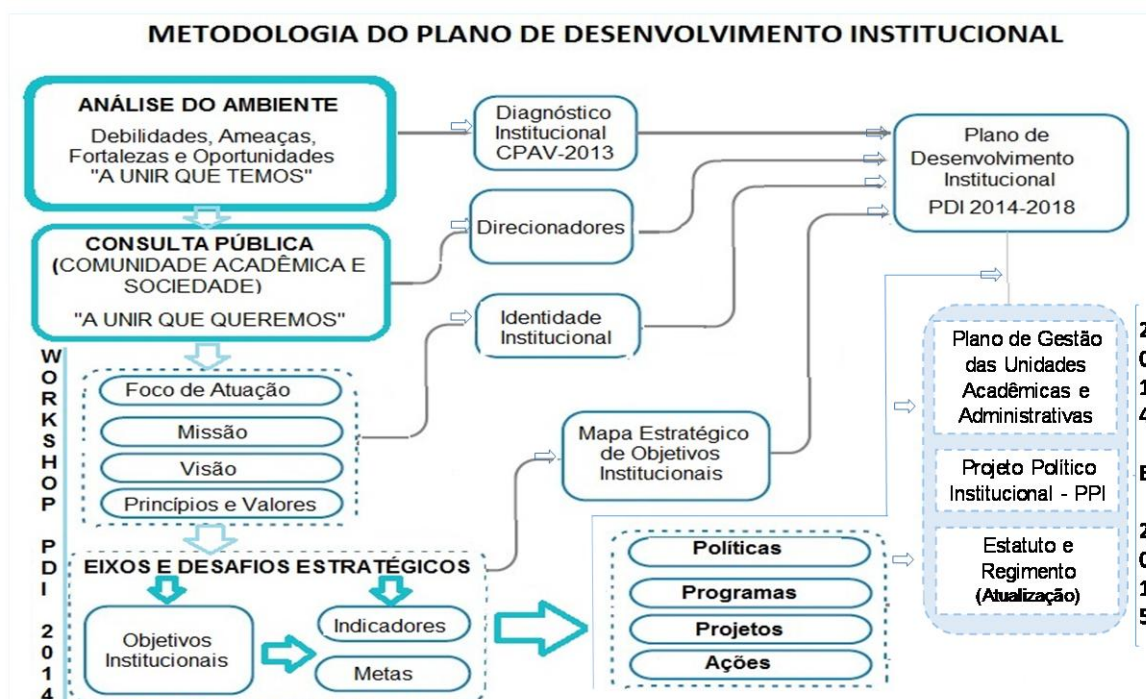 METODOLOGIA DO PLANO DE DESENVOLVIMENTO INSTITUCIONAL
ANÁLISE DO AMBIENTE
Debilidades, Ameaças,
Fortalezas e Oportunidades
"A UNIR QUE TEMOS"
Diagnóstico
Institucional
CPAV-2013
Plano de
Desenvolvimento
Institucional
PDI 2014-2018
CONSULTA PÚBLICA
(COMUNIDADE ACADÊMICA E
SOCIEDADE)
"A UNIR QUE QUEREMOS"
Direcionadores
Identidade
Institucional
WORKSHOP PDI 2014
Foco de Atuação
Missão
Visão
Princípios e Valores
Mapa Estratégico
de Objetivos
Institucionais
Plano de Gestão
das Unidades
Acadêmicas e
Administrativas
Projeto Político
Institucional - PPI
Estatuto e
Regimento
(Atualização)
2014 E 2015
EIXOS E DESAFIOS ESTRATÉGICOS
Objetivos
Institucionais
Indicadores
Metas
Políticas
Programas
Projetos
Ações